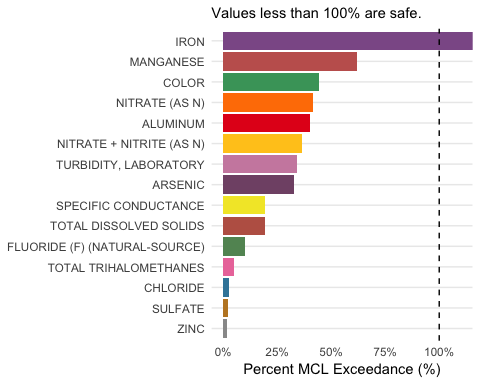 Values less than 100% are safe.
IRON
MANGANESE
COLOR
NITRATE (AS N)
ALUMINUM
NITRATE + NITRITE (AS N)
TURBIDITY, LABORATORY
ARSENIC
SPECIFIC CONDUCTANCE
TOTAL DISSOLVED SOLIDS
FLUORIDE (F) (NATURAL-SOURCE)
TOTAL TRIHALOMETHANES
CHLORIDE
SULFATE
ZINC
0% 25% 50% 75% 100%
Percent MCL Exceedance (%)